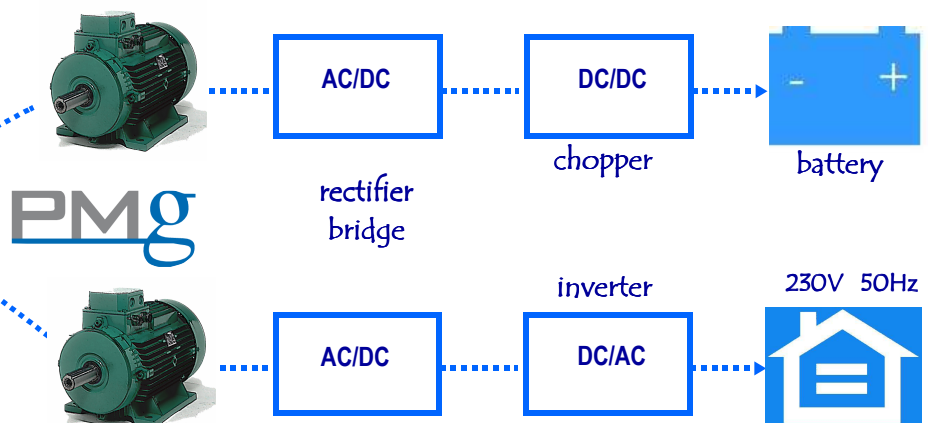 AC/DC
DC/DC
- +
chopper
battery
rectifier
bridge
PMg
inverter
230V 50Hz
AC/DC
DC/AC